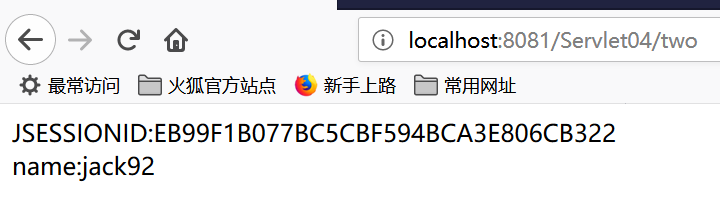 localhost:8081/Servlet04/two
最常访问 火狐官方站点 新手上路 常用网址
JSESSIONID:EB99F1B077BC5CBF594BCA3E806CB322
name:jack92